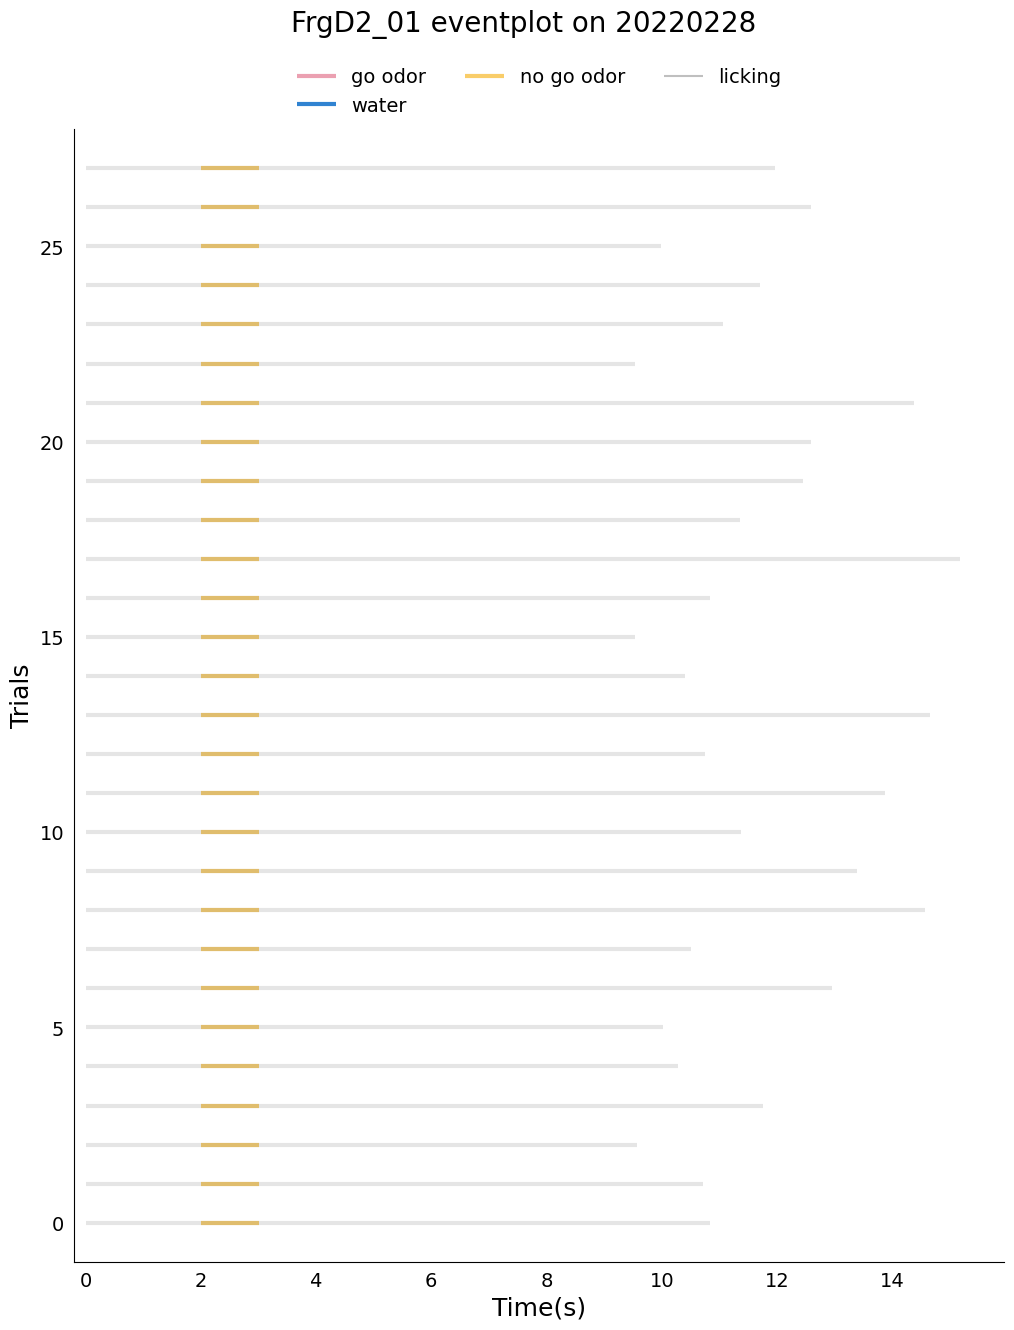 FrgD2_01 eventplot on 20220228
go odor
no go odor
licking
water
25
20
15
10
5
0
Trials
0 2 4 6 8 10 12 14
Time(s)